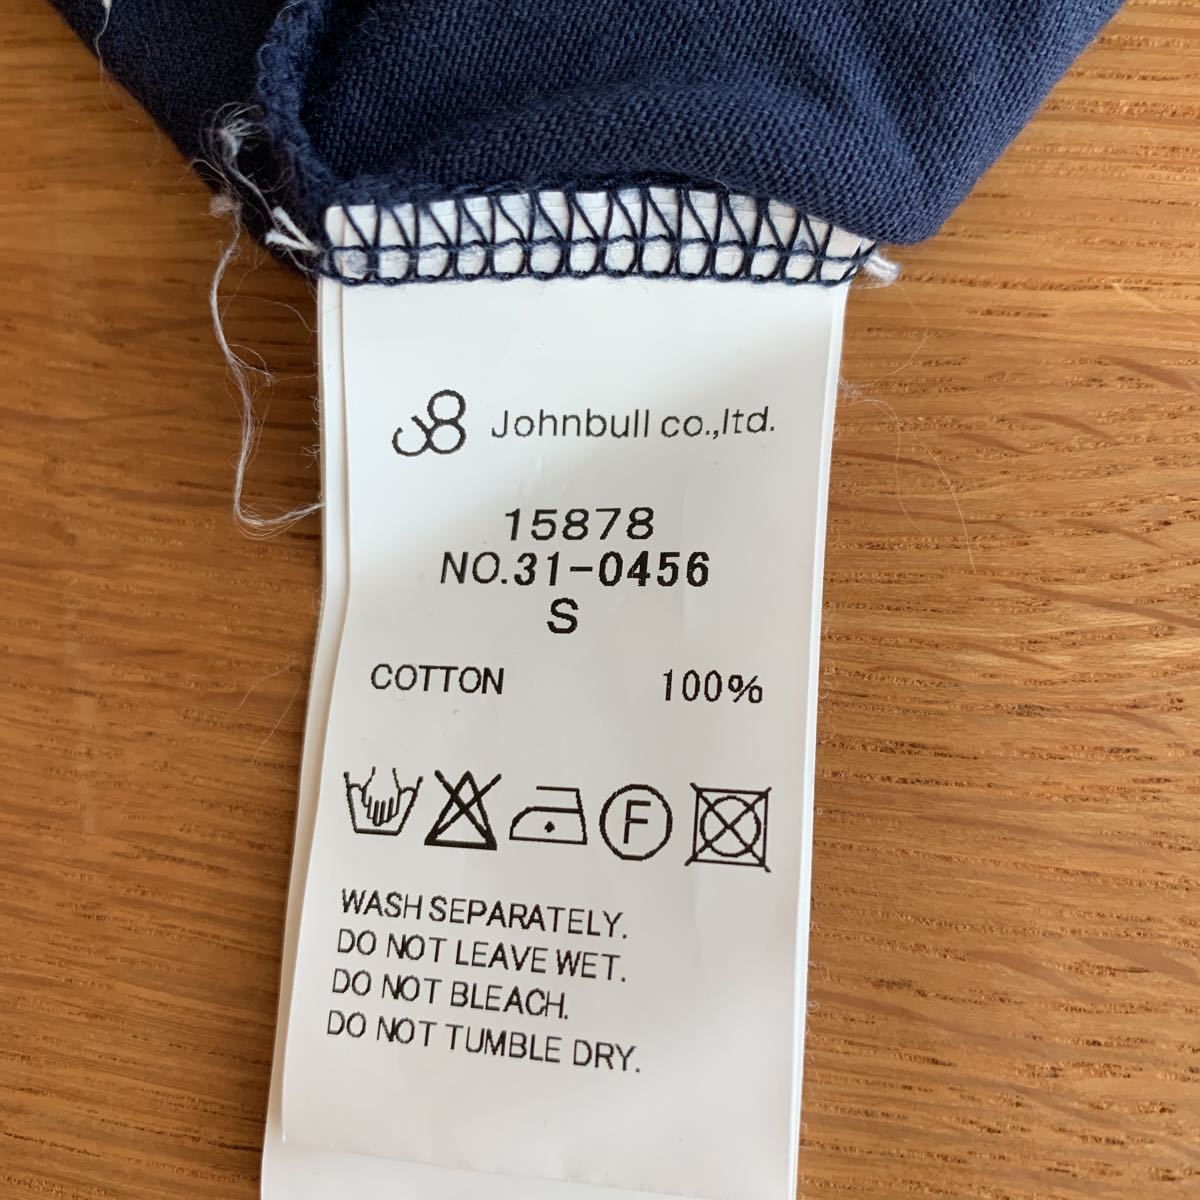 Johnbull co.,ltd.
15878
NO.31-0456
S
COTTON 100%
F
WASH SEPARATELY.
DO NOT LEAVE WET.
DO NOT BLEACH.
DO NOT TUMBLE DRY.